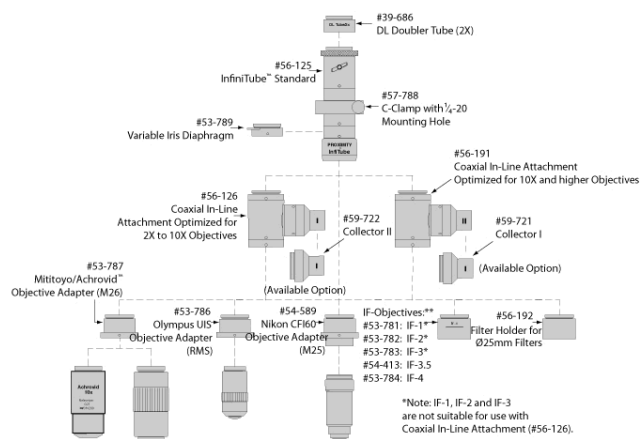 #39-686
DL Doubler Tube (2X)
DL Tube2x
#56-125
InfiniTube™ Standard
#57-788
C-Clamp with ¼-20
Mounting Hole
#53-789
Variable Iris Diaphragm
PROXIMITY
InfiTube
#56-191
Coaxial In-Line Attachment
Optimized for 10X and higher Objectives
#56-126
Coaxial In-Line
Attachment Optimized for
2X to 10X Objectives
I
II
#59-722
Collector II
#59-721
Collector I
I
I
(Available Option)
(Available Option)
#53-787
Mititoyo/Achrovid™
Objective Adapter (M26)
#53-786
Olympus UIS
Objective Adapter
(RMS)
#54-589
Nikon CFI60
Objective Adapter
(M25)
IF-Objectives:**
#53-781: IF-1*
#53-782: IF-2*
#53-783: IF-3*
#54-413: IF-3.5
#53-784: IF-4
#56-192
Filter Holder for
Ø25mm Filters
Achrovid
10x
*Note: IF-1, IF-2 and IF-3
are not suitable for use with
Coaxial In-Line Attachment (#56-126).